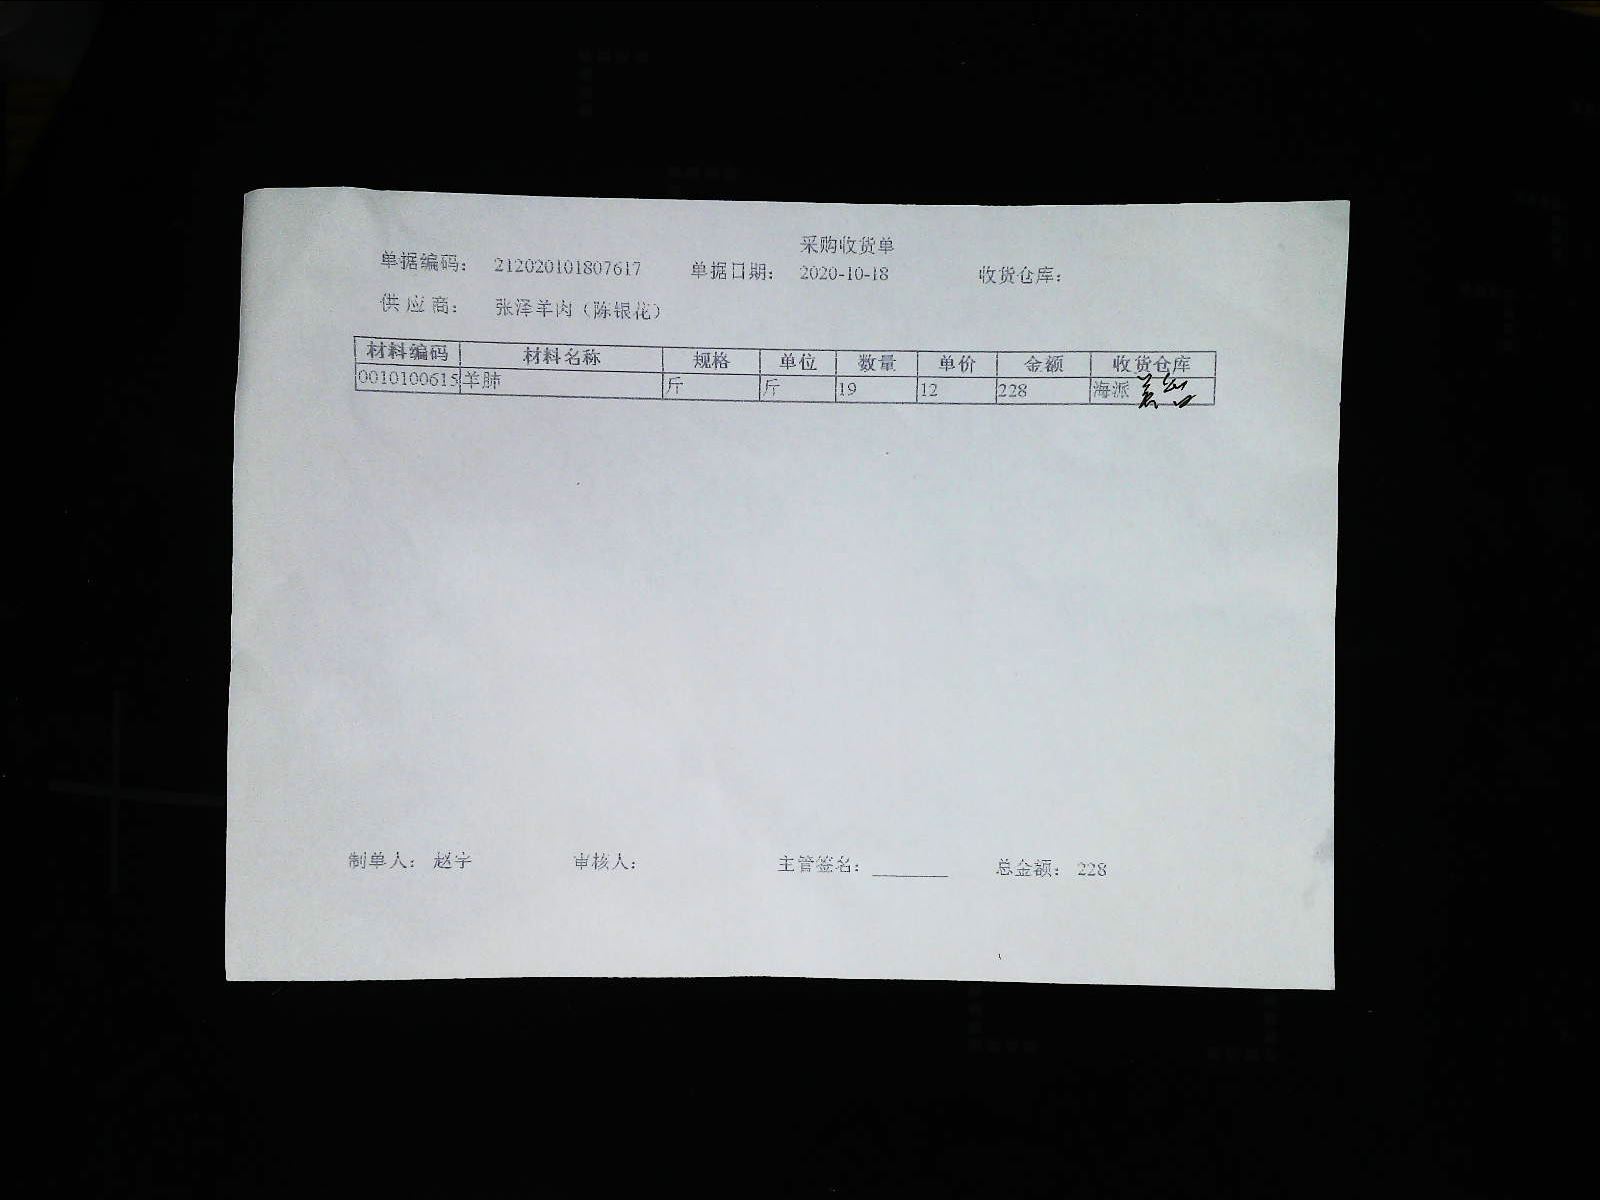 采购收货单
单据编码: 212020101807617 单据日期: 2020-10-18 收货仓库:
供 应 商: 张泽羊肉（陈银花）
材料编码 材料名称 规格 单位 数量 单价 金额 收货仓库
0010100615 羊肺 斤 斤 19 12 228 海派
制单人: 赵宇 审核人: 主管签名: ________ 总金额: 228